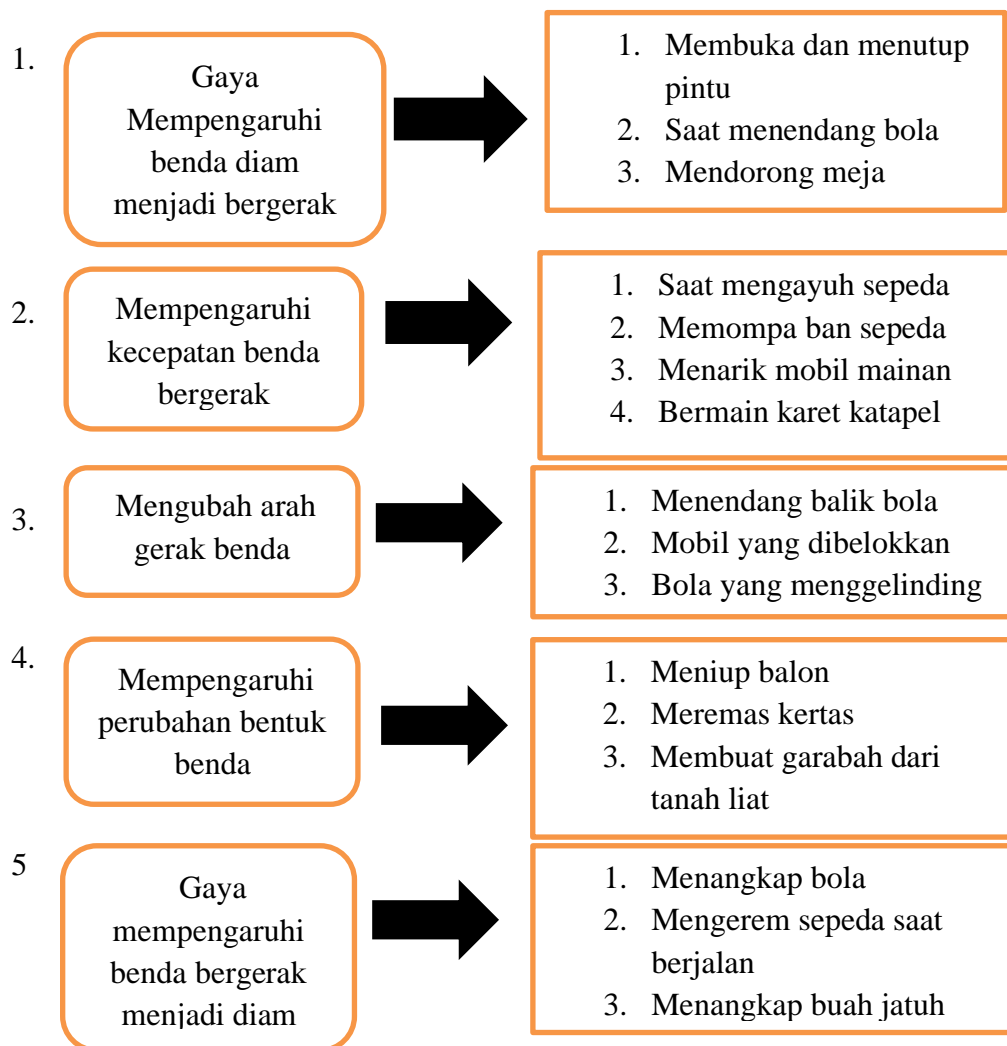 1.
Gaya
Mempengaruhi
benda diam
menjadi bergerak
1. Membuka dan menutup
pintu
2. Saat menendang bola
3. Mendorong meja
2.
Mempengaruhi
kecepatan benda
bergerak
1. Saat mengayuh sepeda
2. Memompa ban sepeda
3. Menarik mobil mainan
4. Bermain karet katapel
3.
Mengubah arah
gerak benda
1. Menendang balik bola
2. Mobil yang dibelokkan
3. Bola yang menggelinding
4.
Mempengaruhi
perubahan bentuk
benda
1. Meniup balon
2. Meremas kertas
3. Membuat garabah dari
tanah liat
5
Gaya
mempengaruhi
benda bergerak
menjadi diam
1. Menangkap bola
2. Mengerem sepeda saat
berjalan
3. Menangkap buah jatuh